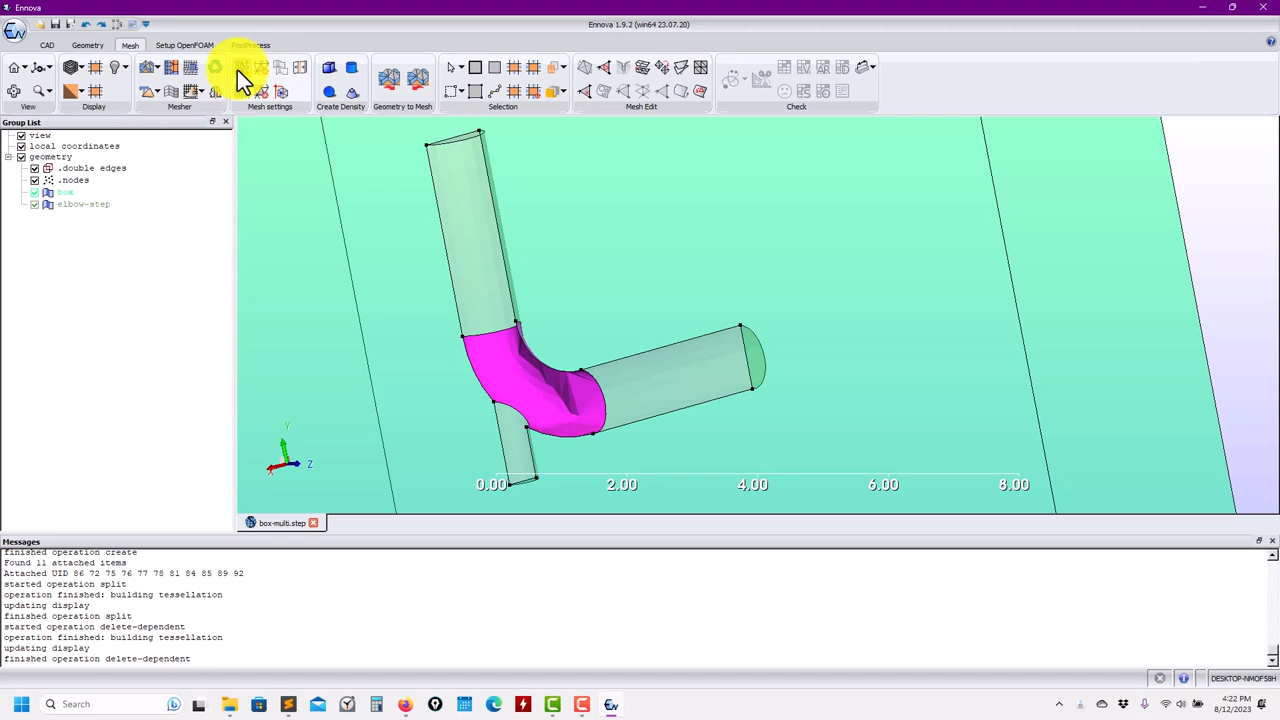 Ennova
Ennova 1.9.2 (win64 23.07.20)
CAD Geometry Mesh Setup OpenFOAM PostProcess
View Display Mesher Mesh settings Create Density Geometry to Mesh Selection Mesh Edit Check
Group List
view
local coordinates
geometry
.double edges
.nodes
box
elbow-step
Y
X
Z
0.00 2.00 4.00 6.00 8.00
box-multi.step
Messages
finished operation create
Found 11 attached items
Attached UID 86 72 75 76 77 78 81 84 85 89 92
started operation split
operation finished: building tessellation
updating display
finished operation split
started operation delete-dependent
operation finished: building tessellation
updating display
finished operation delete-dependent
DESKTOP-NMOF5BH
Search
4:22 PM
8/12/2023